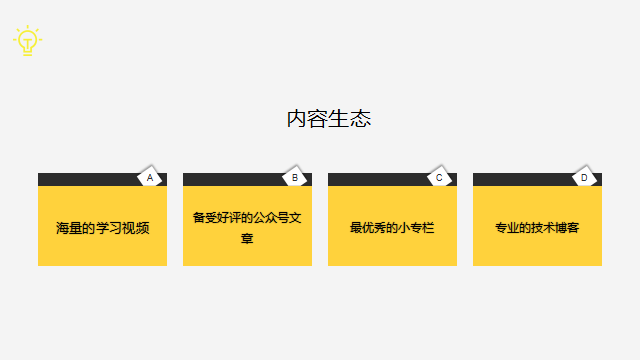 内容生态
A
B
C
D
海量的学习视频
备受好评的公众号文
章
最优秀的小专栏
专业的技术博客